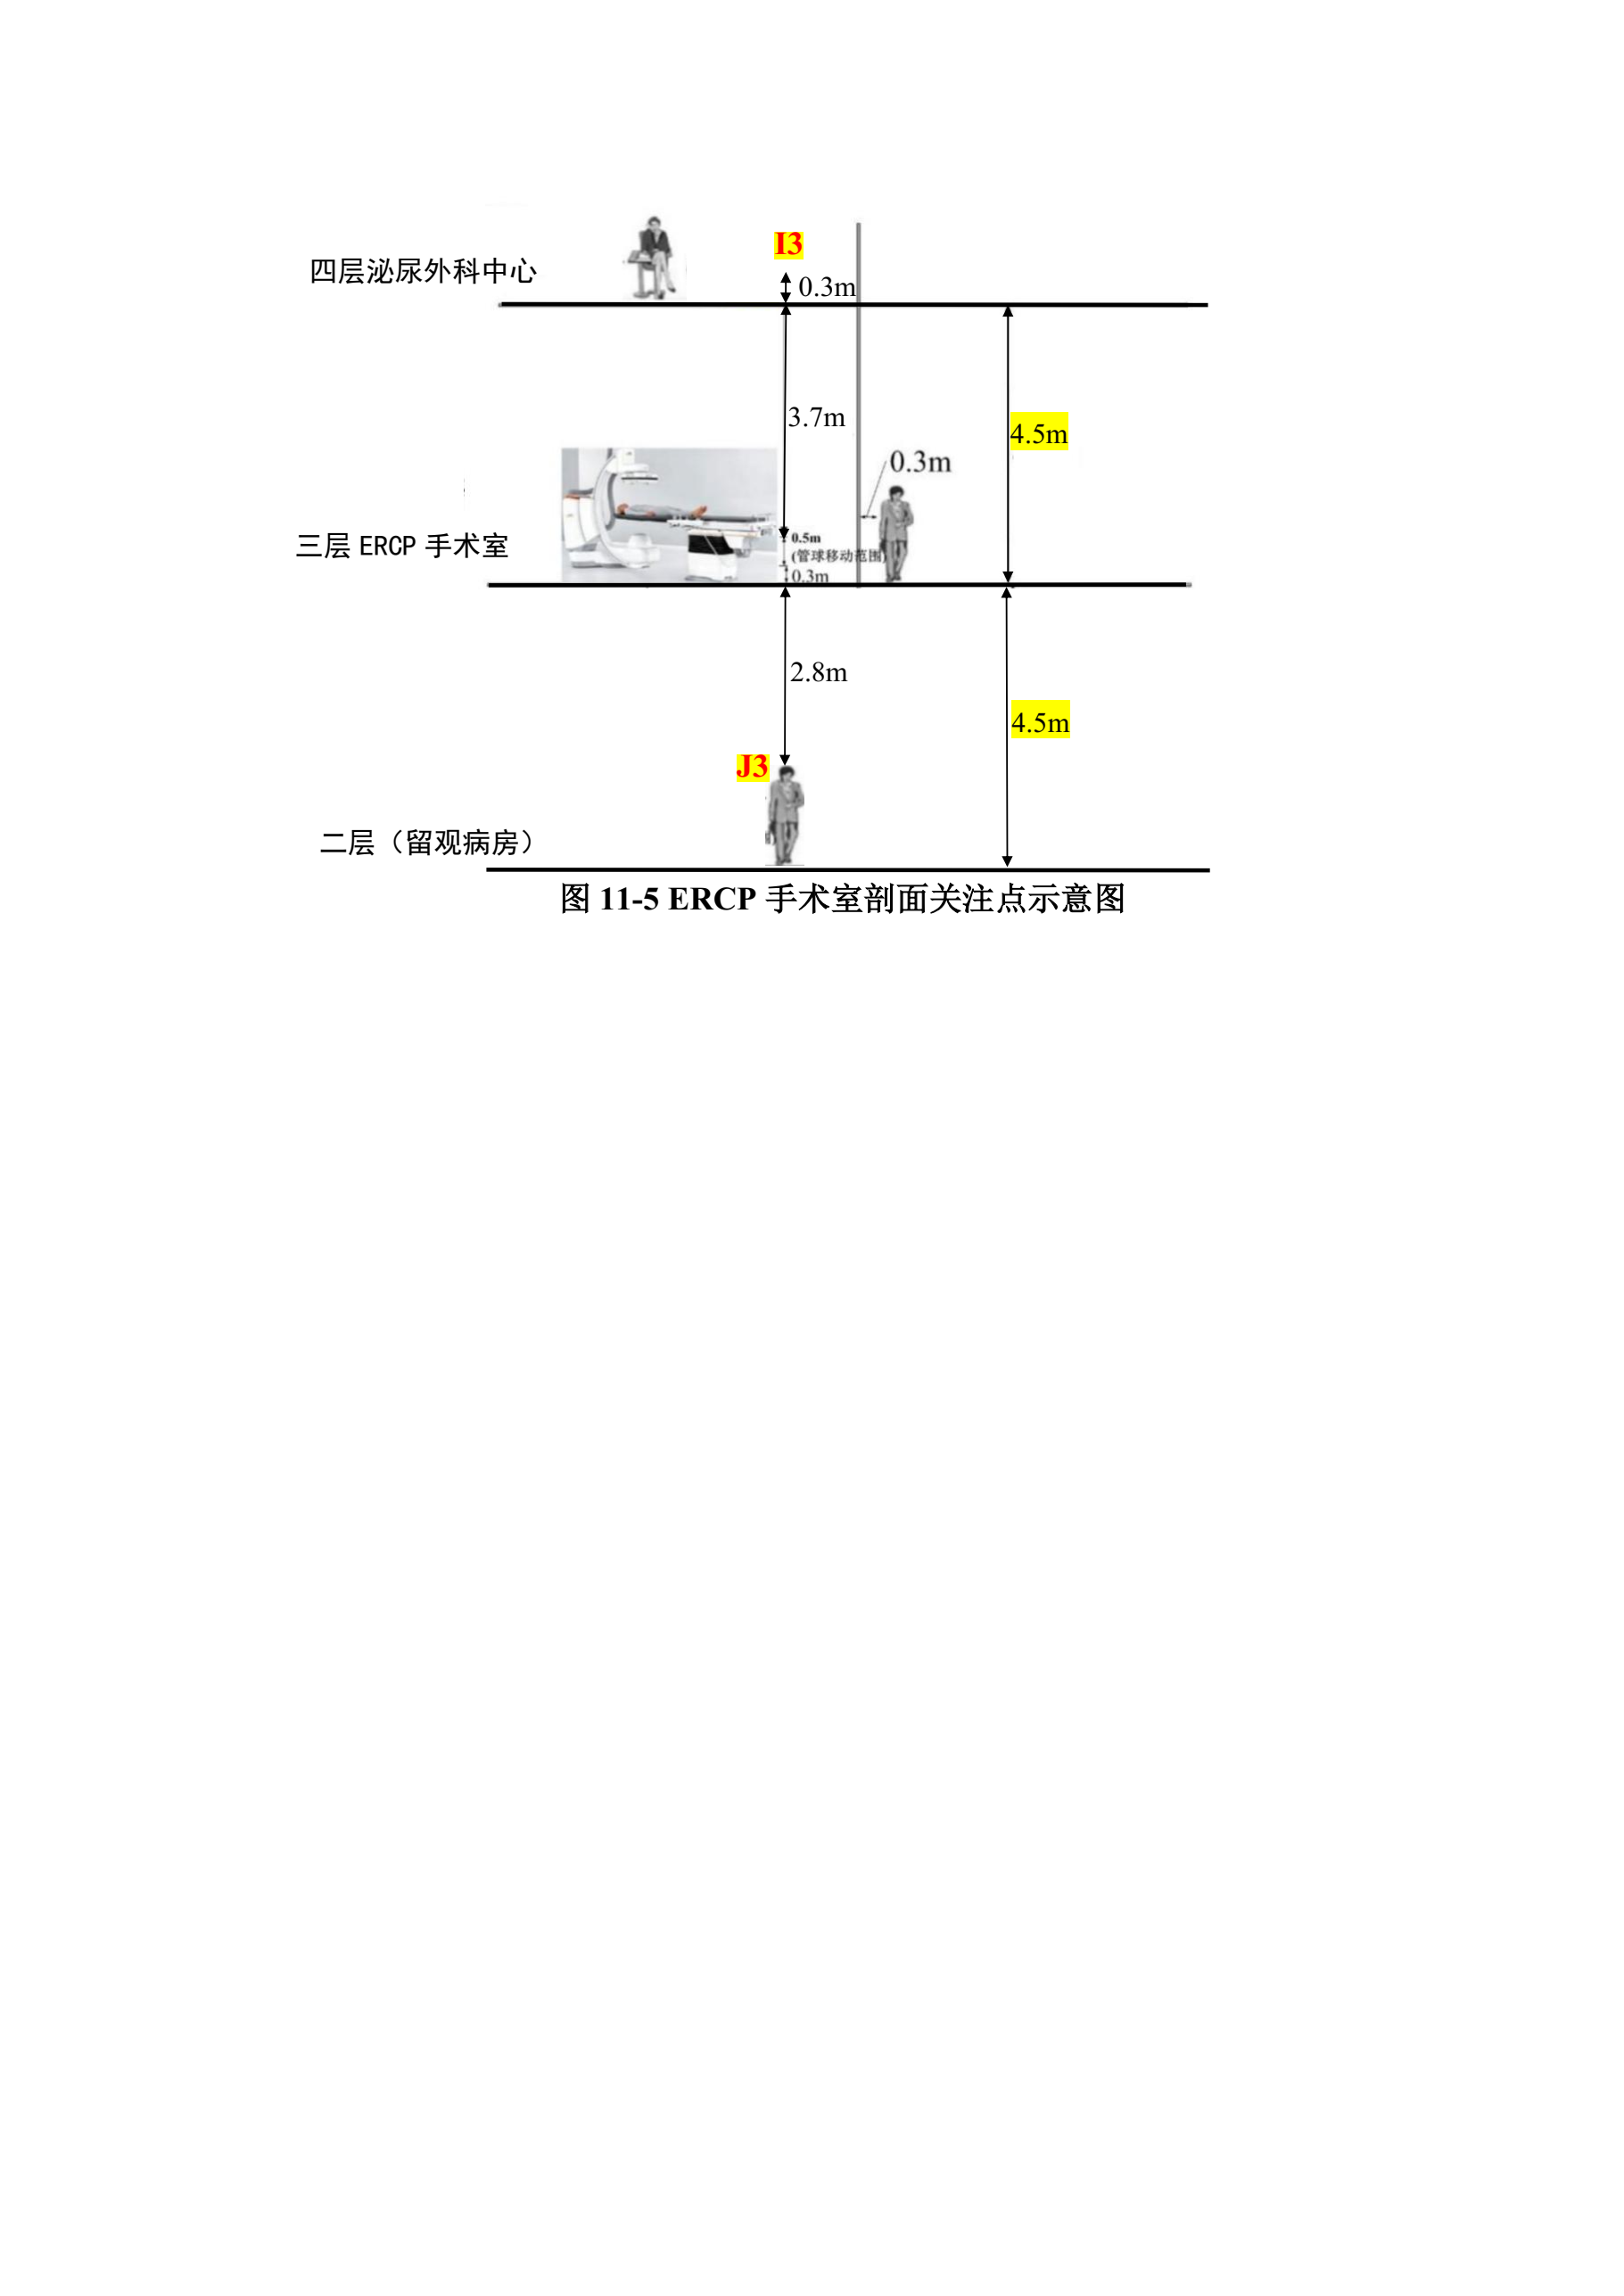 I3
四层泌尿外科中心
0.3m
3.7m
4.5m
0.3m
三层 ERCP 手术室
0.5m
(管球移动范围)
0.3m
2.8m
4.5m
J3
二层（留观病房）
图 11-5 ERCP 手术室剖面关注点示意图